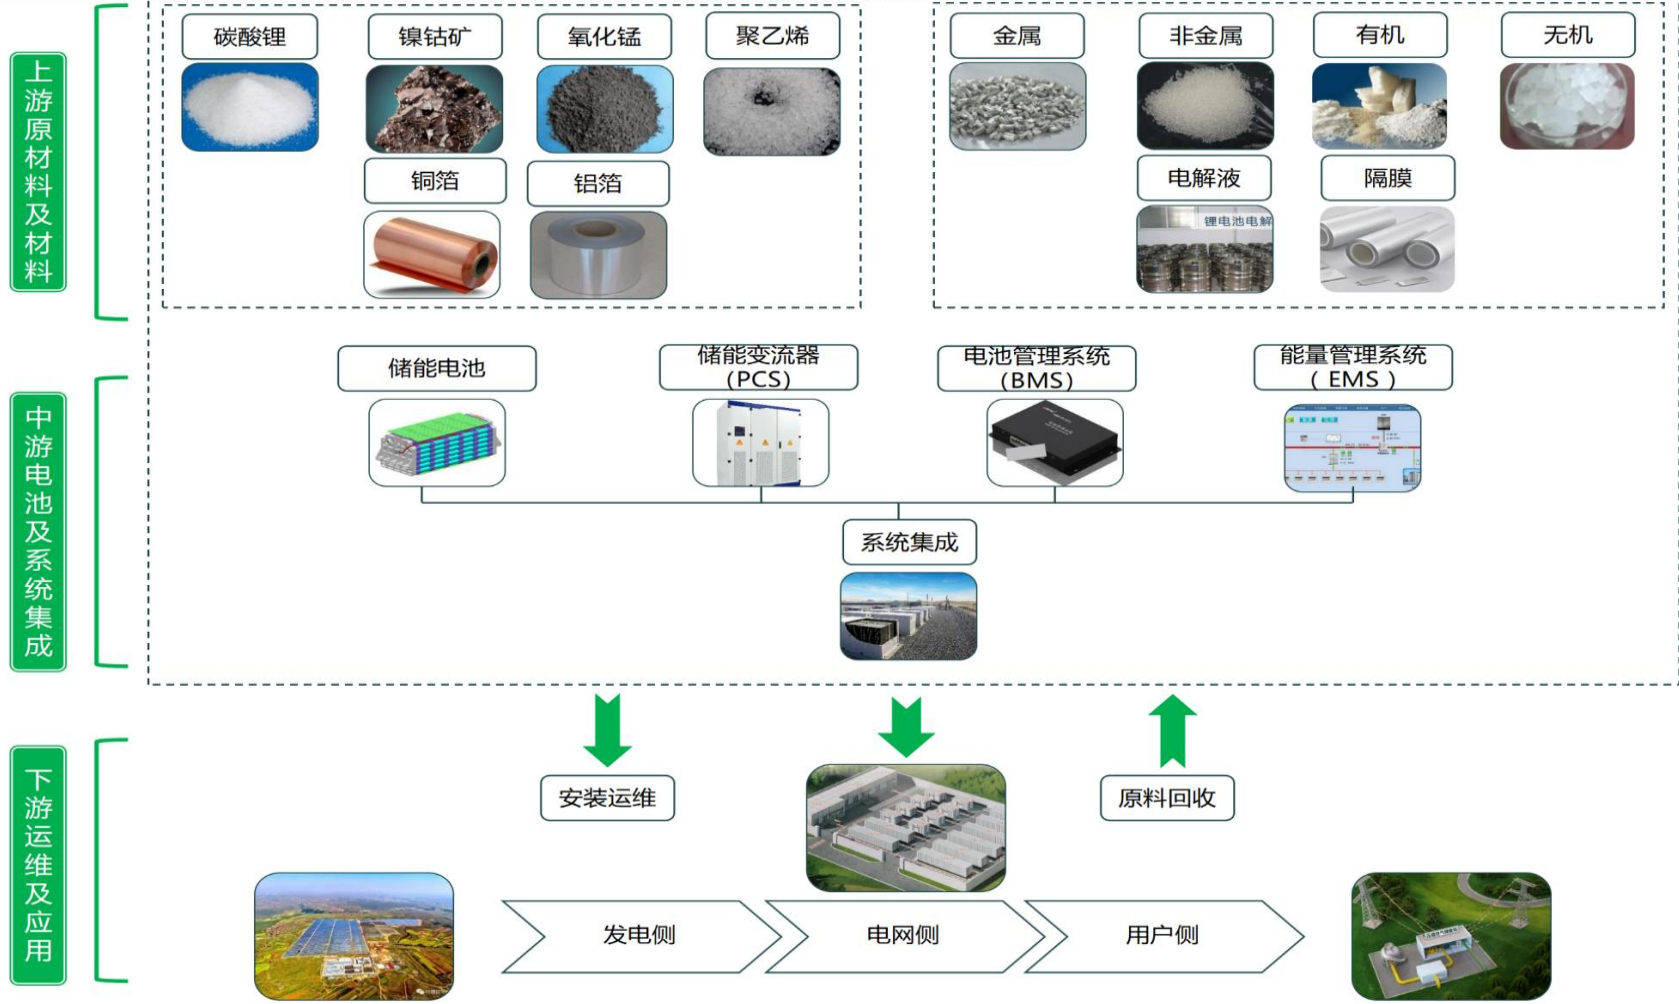 上游原材料及材料
碳酸锂
镍钴矿
氧化锰
聚乙烯
金属
非金属
有机
无机
铜箔
铝箔
电解液
隔膜
锂电池电解
中游电池及系统集成
储能电池
储能变流器
(PCS)
电池管理系统
(BMS)
能量管理系统
( EMS )
系统集成
下游运维及应用
安装运维
原料回收
发电侧
电网侧
用户侧